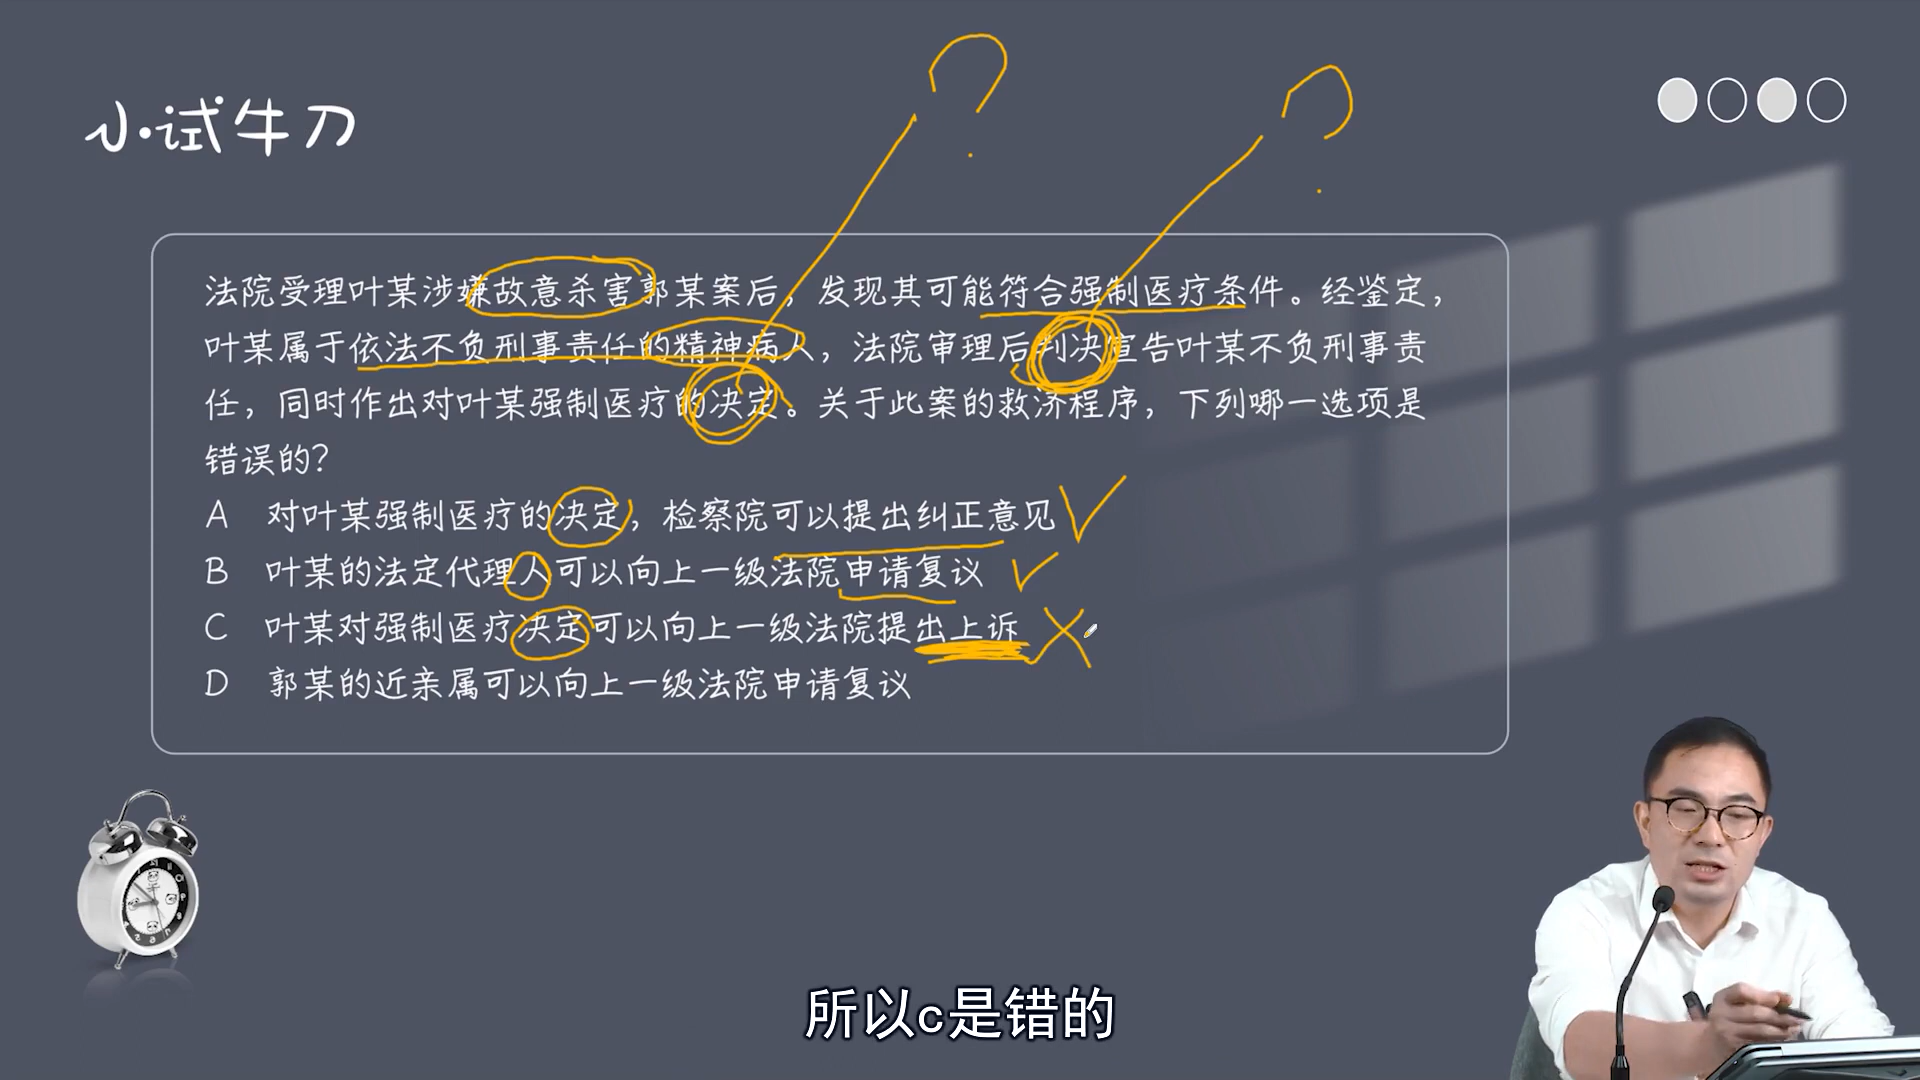 小试牛刀
法院受理叶某涉嫌故意杀害郭某案后，发现其可能符合强制医疗条件。经鉴定，
叶某属于依法不负刑事责任的精神病人，法院审理后判决宣告叶某不负刑事责
任，同时作出对叶某强制医疗的决定。关于此案的救济程序，下列哪一选项是
错误的？
A 对叶某强制医疗的决定，检察院可以提出纠正意见
B 叶某的法定代理人可以向上一级法院申请复议
C 叶某对强制医疗决定可以向上一级法院提出上诉
D 郭某的近亲属可以向上一级法院申请复议
所以c是错的